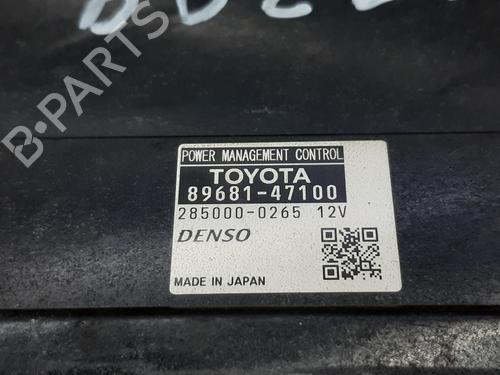 B-PARTS
POWER MANAGEMENT CONTROL
TOYOTA
89681-47100
285000-0265 12V
DENSO
MADE IN JAPAN